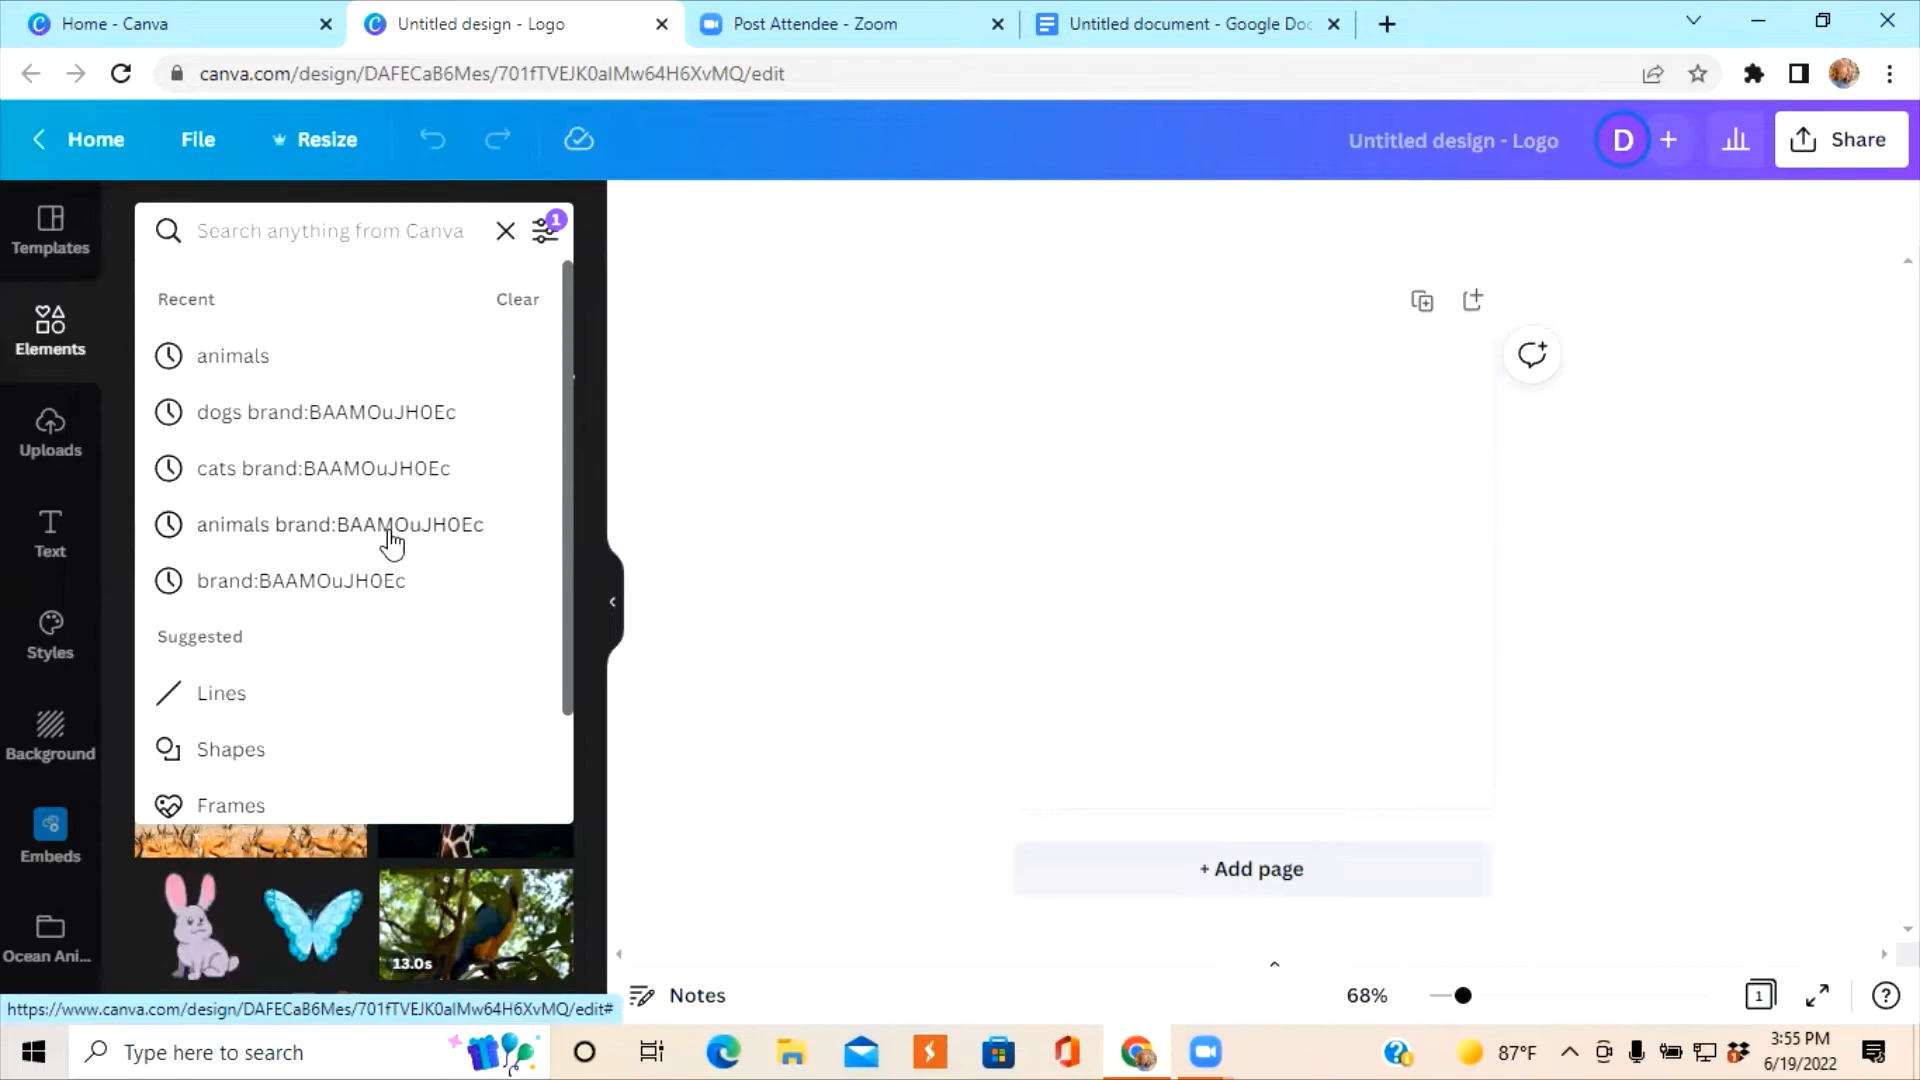 Home - Canva
Untitled design - Logo
Post Attendee - Zoom
Untitled document - Google Doc
canva.com/design/DAFECaB6Mes/701fTVEJK0aIMw64H6XvMQ/edit
Home
File
Resize
Untitled design - Logo
D
Share
Templates
Elements
Uploads
Text
Styles
Background
Embeds
Ocean Ani...
Search anything from Canva
1
Recent
Clear
animals
dogs brand:BAAMOuJH0Ec
cats brand:BAAMOuJH0Ec
animals brand:BAAMOuJH0Ec
brand:BAAMOuJH0Ec
Suggested
Lines
Shapes
Frames
13.0s
+ Add page
https://www.canva.com/design/DAFECaB6Mes/701fTVEJK0aIMw64H6XvMQ/edit#
Notes
68%
1
Type here to search
87°F
3:55 PM
6/19/2022